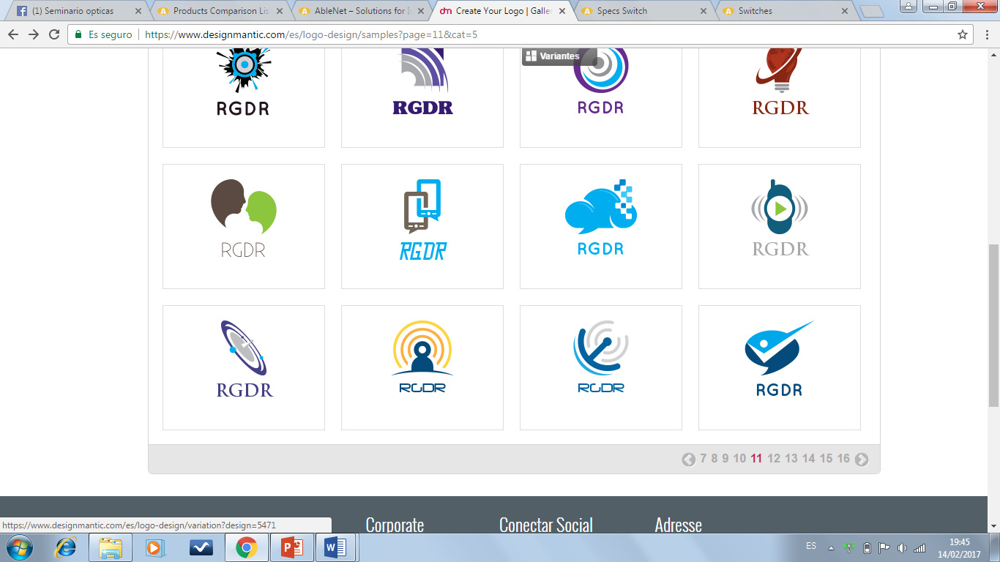 (1) Seminario opticas
Products Comparison Lis
AbleNet – Solutions for I
Create Your Logo | Galler
Specs Switch
Switches
Es seguro
https://www.designmantic.com/es/logo-design/samples?page=11&cat=5
Variantes
RGDR RGDR RGDR RGDR
RGDR RGDR RGDR RGDR
RGDR RGDR RGDR RGDR
7 8 9 10 11 12 13 14 15 16
https://www.designmantic.com/es/logo-design/variation?design=5471
Corporate Conectar Social Adresse
ES
19:45
14/02/2017